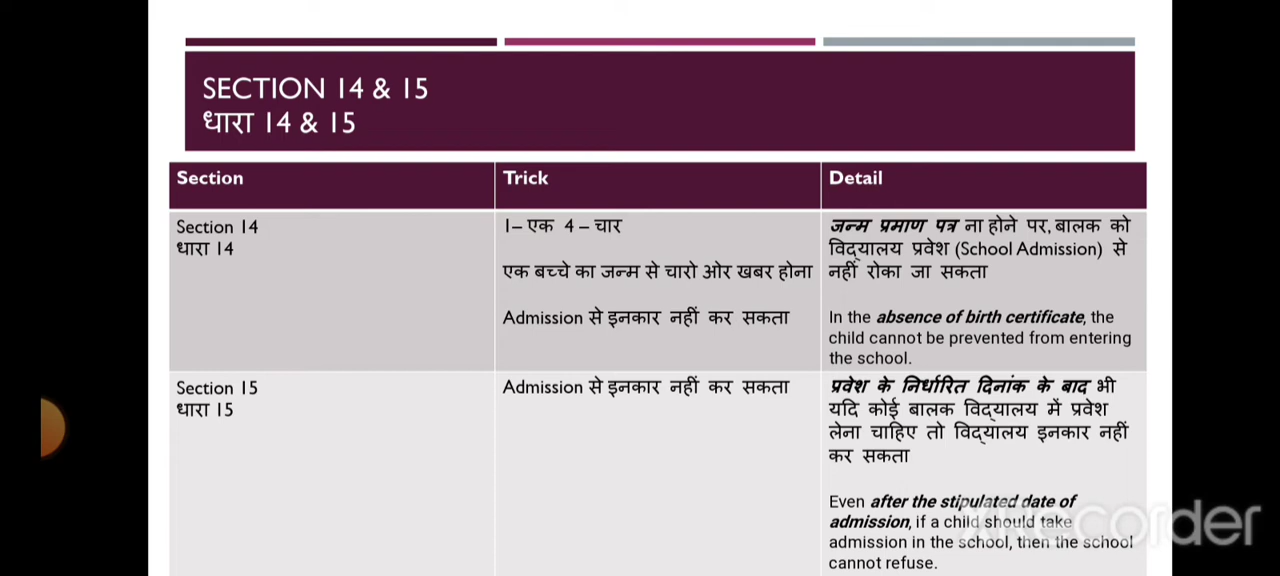 SECTION 14 & 15
धारा 14 & 15
Section
Trick
Detail
Section 14
धारा 14
1– एक 4 – चार
एक बच्चे का जन्म से चारो ओर खबर होना
Admission से इनकार नहीं कर सकता
जन्म प्रमाण पत्र ना होने पर, बालक को
विद्यालय प्रवेश (School Admission) से
नहीं रोका जा सकता
In the absence of birth certificate, the
child cannot be prevented from entering
the school.
Section 15
धारा 15
Admission से इनकार नहीं कर सकता
प्रवेश के निर्धारित दिनांक के बाद भी
यदि कोई बालक विद्यालय में प्रवेश
लेना चाहिए तो विद्यालय इनकार नहीं
कर सकता
Even after the stipulated date of
admission, if a child should take
admission in the school, then the school
cannot refuse.
XRecorder